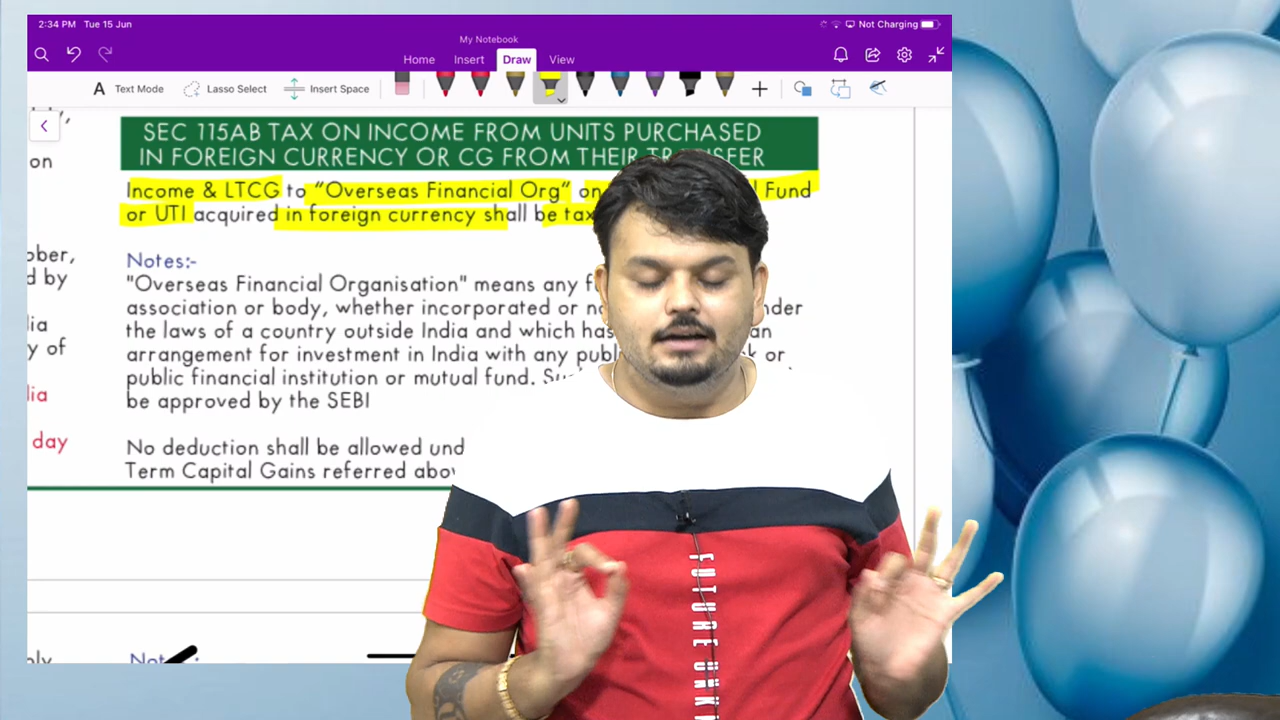 2:34 PM Tue 15 Jun
Not Charging
My Notebook
Home Insert Draw View
Text Mode Lasso Select Insert Space
on
ober,
d by
dia
y of
dia
day
SEC 115AB TAX ON INCOME FROM UNITS PURCHASED
IN FOREIGN CURRENCY OR CG FROM THEIR TRANSFER
Income & LTCG to "Overseas Financial Org" on Fund
or UTI acquired in foreign currency shall be tax
Notes:-
"Overseas Financial Organisation" means any
association or body, whether incorporated or
the laws of a country outside India and which has an
arrangement for investment in India with any or
public financial institution or mutual fund.
be approved by the SEBI
No deduction shall be allowed und
Term Capital Gains referred
FUTURE